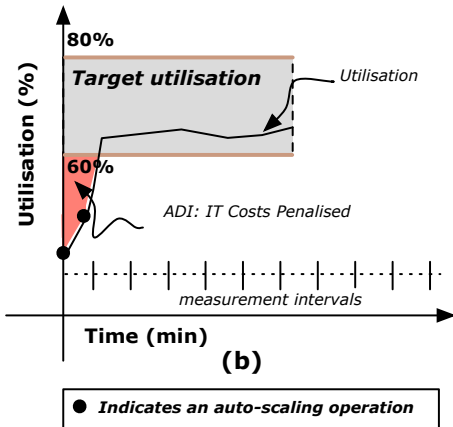 80%
Target utilisation
Utilisation
Utilisation (%)
60%
ADI: IT Costs Penalised
measurement intervals
Time (min)
(b)
Indicates an auto-scaling operation